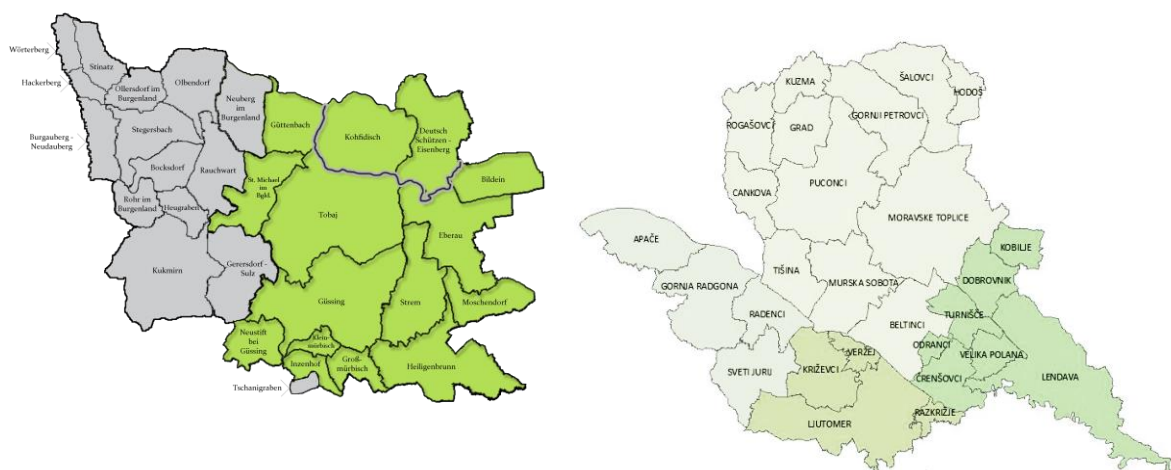 Wörterberg
Stinatz
Hackerberg
Ollersdorf im
Burgenland
Olbendorf
Neuberg
im
Burgenland
Burgauberg -
Neudauberg
Stegersbach
Bocksdorf
Rauchwart
Rohr im
Burgenland
Heugraben
Kukmirn
Gerersdorf -
Sulz
Güttenbach
Kohfidisch
Deutsch
Schützen -
Eisenberg
St. Michael
im
Bgld.
Bildein
Tobaj
Eberau
Güssing
Strem
Moschendorf
Neustift
bei
Güssing
Klein-
mürbisch
Inzenhof
Groß-
mürbisch
Heiligenbrunn
Tschanigraben
KUZMA
ŠALOVCI
HODOŠ
ROGAŠOVCI
GRAD
GORNJI PETROVCI
CANKOVA
PUCONCI
MORAVSKE TOPLICE
APAČE
KOBILJE
TIŠINA
DOBROVNIK
GORNJA RADGONA
MURSKA SOBOTA
RADENCI
BELTINCI
TURNIŠČE
ODRANCI
VERŽEJ
VELIKA POLANA
SVETI JURIJ
KRIŽEVCI
ČRENŠOVCI
LENDAVA
RAZKRIŽJE
LJUTOMER